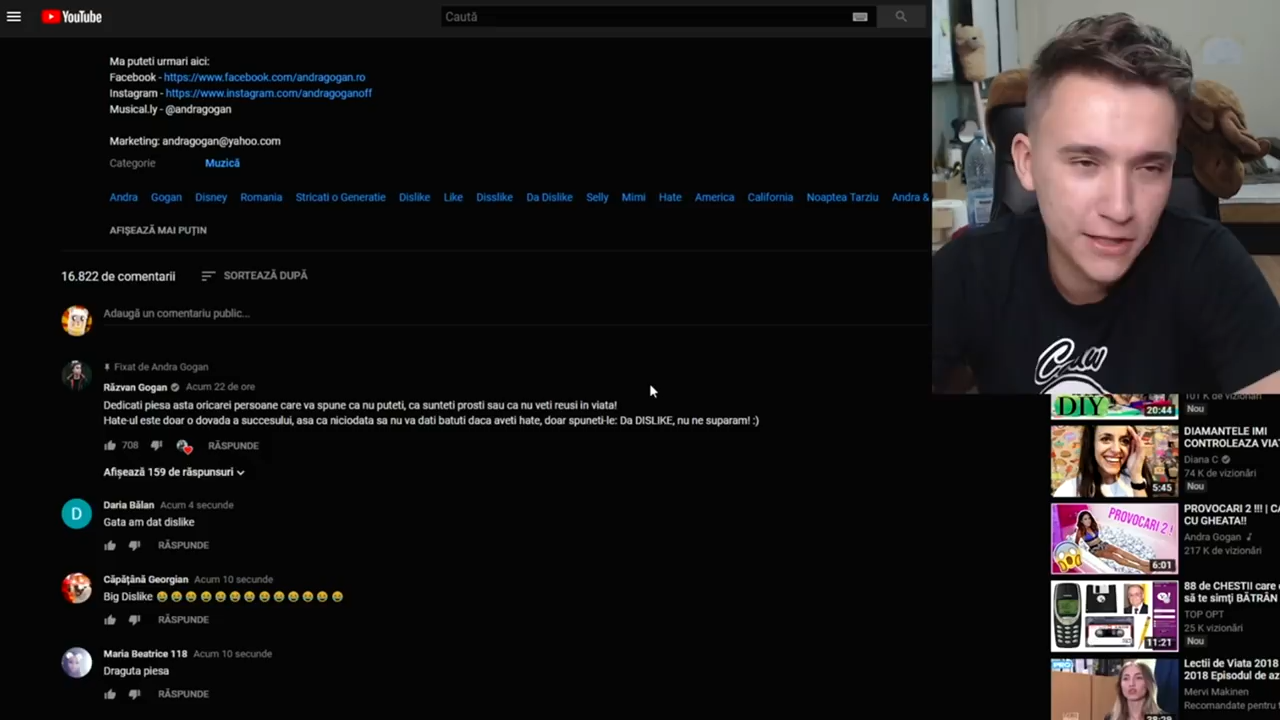 YouTube
Caută
Ma puteti urmari aici:
Facebook - https://www.facebook.com/andragogan.ro
Instagram - https://www.instagram.com/andragoganoff
Musical.ly - @andragogan
Marketing: andragogan@yahoo.com
Categorie Muzică
Andra Gogan Disney Romania Stricati o Generatie Dislike Like Disslike Da Dislike Selly Mimi Hate America California Noaptea Tarziu Andra &
AFIȘEAZĂ MAI PUȚIN
16.822 de comentarii SORTEAZĂ DUPĂ
Adaugă un comentariu public...
Fixat de Andra Gogan
Răzvan Gogan Acum 22 de ore
Dedicati piesa asta oricarei persoane care va spune ca nu puteti, ca sunteti prosti sau ca nu veti reusi in viata!
Hate-ul este doar o dovada a succesului, asa ca niciodata sa nu va dati batuti daca aveti hate, doar spuneti-le: Da DISLIKE, nu ne suparam! :)
708 RĂSPUNDE
Afișează 159 de răspunsuri
D
Daria Bălan Acum 4 secunde
Gata am dat dislike
RĂSPUNDE
Căpățână Georgian Acum 10 secunde
Big Dislike 😂😂😂😂😂😂😂😂😂😂😂😂😂
RĂSPUNDE
Maria Beatrice 118 Acum 10 secunde
Draguta piesa
RĂSPUNDE
DIY
20:44
101 K de vizionări
Nou
5:45
DIAMANTELE IMI
CONTROLEAZA VIA
Diana C
74 K de vizionări
Nou
PROVOCARI 2 !
6:01
PROVOCARI 2 !!! | CA
CU GHEATA!!
Andra Gogan
217 K de vizionări
11:21
88 de CHESTII care
să te simți BĂTRÂN
TOP OPT
25 K de vizionări
Nou
Lectii de Viata 2018
2018 Episodul de az
Mervi Makinen
Recomandate pentru t